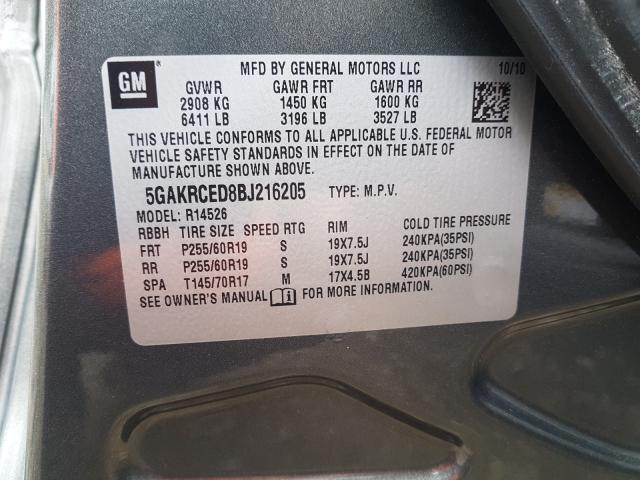 GM
MFD BY GENERAL MOTORS LLC 10/10
GVWR GAWR FRT GAWR RR
2908 KG 1450 KG 1600 KG
6411 LB 3196 LB 3527 LB
THIS VEHICLE CONFORMS TO ALL APPLICABLE U.S. FEDERAL MOTOR
VEHICLE SAFETY STANDARDS IN EFFECT ON THE DATE OF
MANUFACTURE SHOWN ABOVE.
5GAKRCED8BJ216205 TYPE: M.P.V.
MODEL: R14526
RBBH TIRE SIZE SPEED RTG RIM COLD TIRE PRESSURE
FRT P255/60R19 S 19X7.5J 240KPA(35PSI)
RR P255/60R19 S 19X7.5J 240KPA(35PSI)
SPA T145/70R17 M 17X4.5B 420KPA(60PSI)
SEE OWNER'S MANUAL FOR MORE INFORMATION.